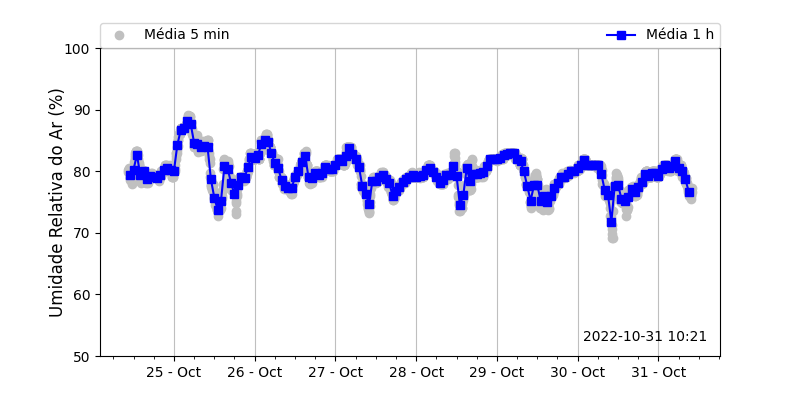 Média 5 min
Média 1 h
Umidade Relativa do Ar (%)
100
90
80
70
60
50
2022-10-31 10:21
25 - Oct
26 - Oct
27 - Oct
28 - Oct
29 - Oct
30 - Oct
31 - Oct